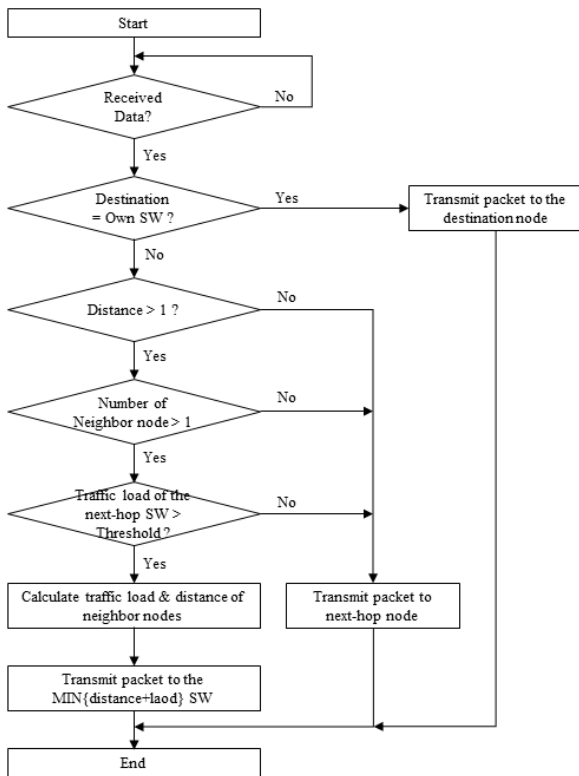 Start
Received
Data?
No
Yes
Destination
= Own SW ?
Yes
Transmit packet to the
destination node
No
Distance > 1 ?
No
Yes
Number of
Neighbor node > 1
No
Yes
Traffic load of the
next-hop SW >
Threshold ?
No
Yes
Calculate traffic load & distance of
neighbor nodes
Transmit packet to
next-hop node
Transmit packet to the
MIN{distance+laod} SW
End